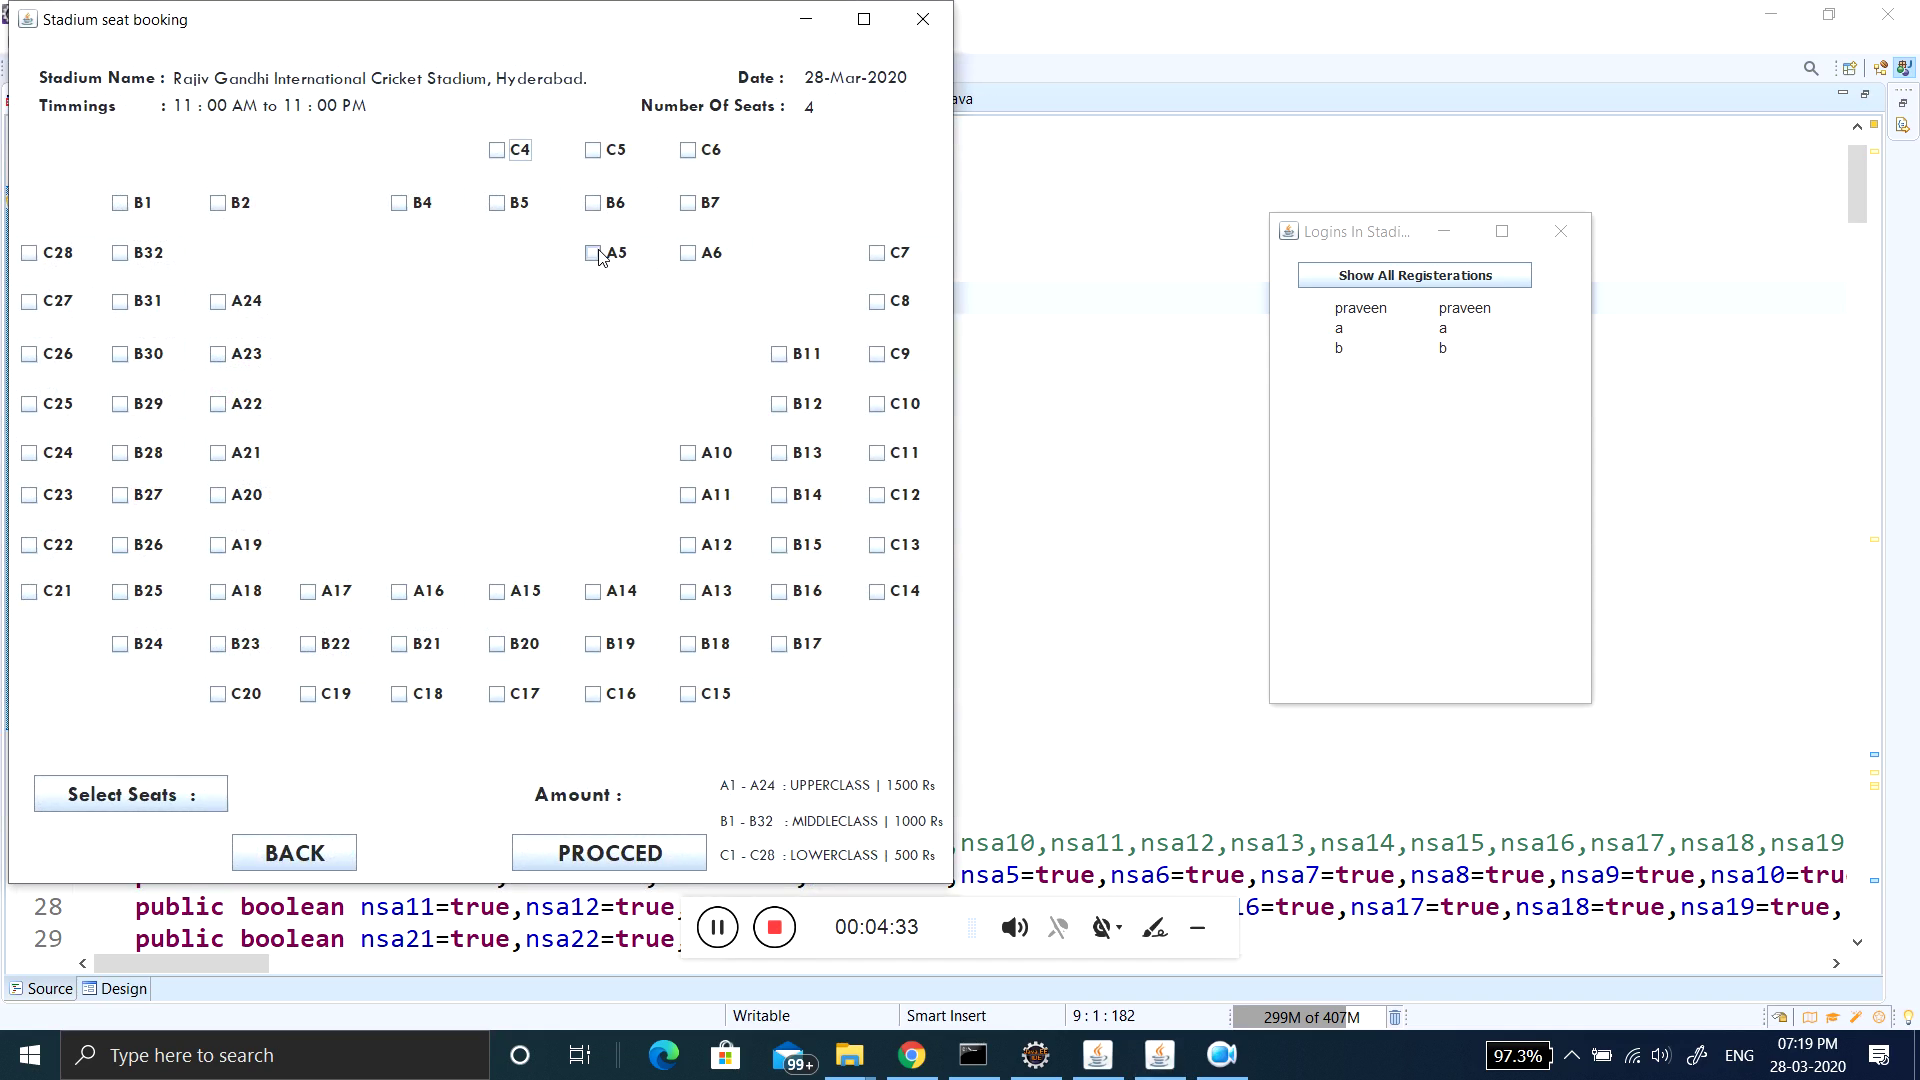 Stadium seat booking
Stadium Name : Rajiv Gandhi International Cricket Stadium, Hyderabad. Date : 28-Mar-2020
Timmings : 11 : 00 AM to 11 : 00 PM Number Of Seats : 4
C4 C5 C6
B1 B2 B4 B5 B6 B7
C28 B32 A5 A6 C7
C27 B31 A24 C8
C26 B30 A23 B11 C9
C25 B29 A22 B12 C10
C24 B28 A21 A10 B13 C11
C23 B27 A20 A11 B14 C12
C22 B26 A19 A12 B15 C13
C21 B25 A18 A17 A16 A15 A14 A13 B16 C14
B24 B23 B22 B21 B20 B19 B18 B17
C20 C19 C18 C17 C16 C15
Select Seats : Amount :
A1 - A24 : UPPERCLASS | 1500 Rs
B1 - B32 : MIDDLECLASS | 1000 Rs
BACK PROCCED
C1 - C28 : LOWERCLASS | 500 Rs
ava
Logins In Stadi...
Show All Registerations
praveen praveen
a a
b b
,nsa10,nsa11,nsa12,nsa13,nsa14,nsa15,nsa16,nsa17,nsa18,nsa19
,nsa5=true,nsa6=true,nsa7=true,nsa8=true,nsa9=true,nsa10=tru
28 public boolean nsa11=true,nsa12=true, 16=true,nsa17=true,nsa18=true,nsa19=true,
29 public boolean nsa21=true,nsa22=true,
00:04:33
Source Design
Writable Smart Insert 9 : 1 : 182 299M of 407M
Type here to search
99+
97.3%
ENG
07:19 PM
28-03-2020